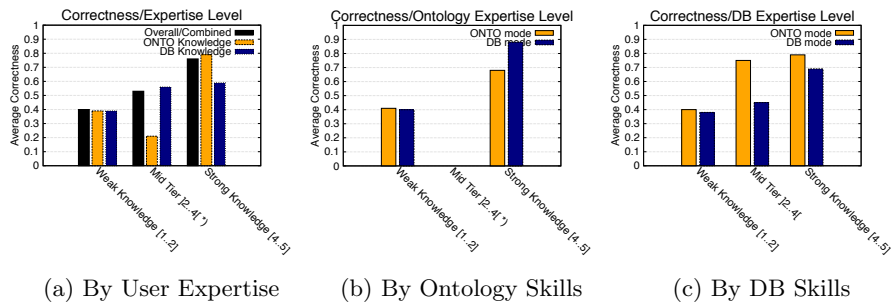 Correctness/Expertise Level
Overall/Combined
ONTO Knowledge
DB Knowledge
Average Correctness
1
0.9
0.8
0.7
0.6
0.5
0.4
0.3
0.2
0.1
0
Weak Knowledge [1..2]
Mid Tier ]2..4[ *)
Strong Knowledge [4..5]
(a) By User Expertise
Correctness/Ontology Expertise Level
ONTO mode
DB mode
Average Correctness
1
0.9
0.8
0.7
0.6
0.5
0.4
0.3
0.2
0.1
0
Weak Knowledge [1..2]
Mid Tier ]2..4[ *)
Strong Knowledge [4..5]
(b) By Ontology Skills
Correctness/DB Expertise Level
ONTO mode
DB mode
Average Correctness
1
0.9
0.8
0.7
0.6
0.5
0.4
0.3
0.2
0.1
0
Weak Knowledge [1..2]
Mid Tier ]2..4[
Strong Knowledge [4..5]
(c) By DB Skills